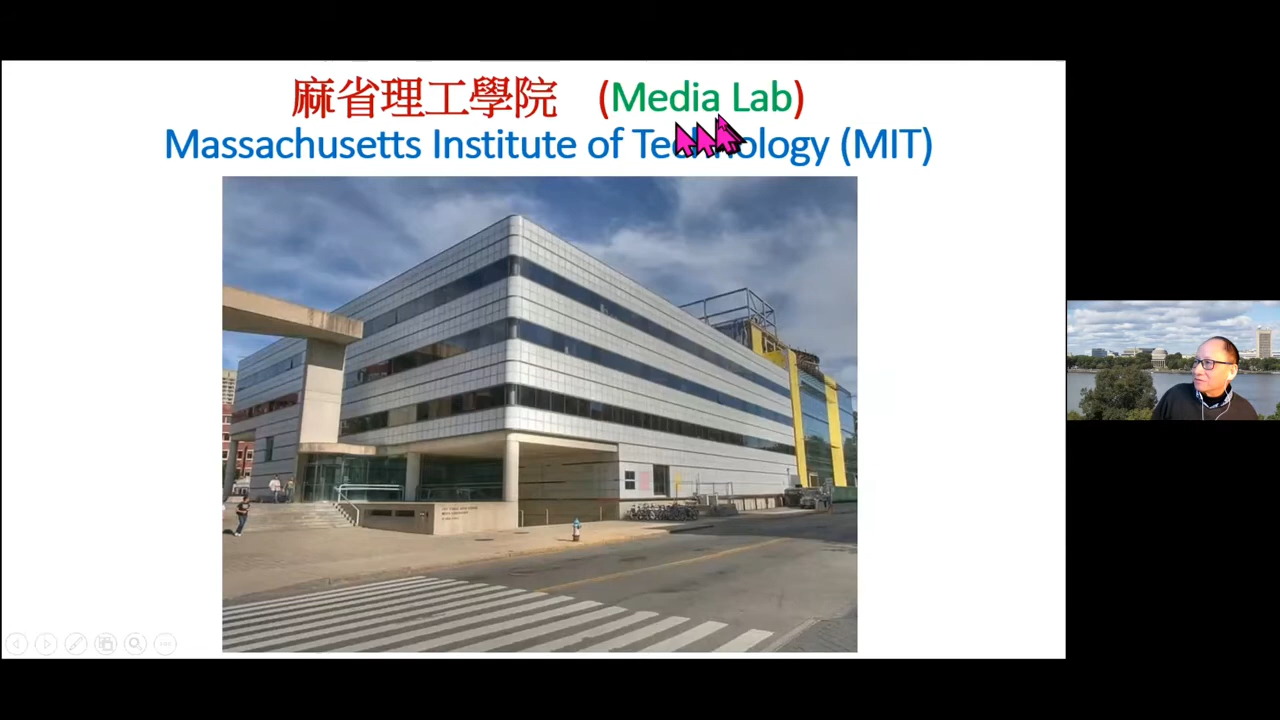 麻省理工學院 (Media Lab)
Massachusetts Institute of Technology (MIT)